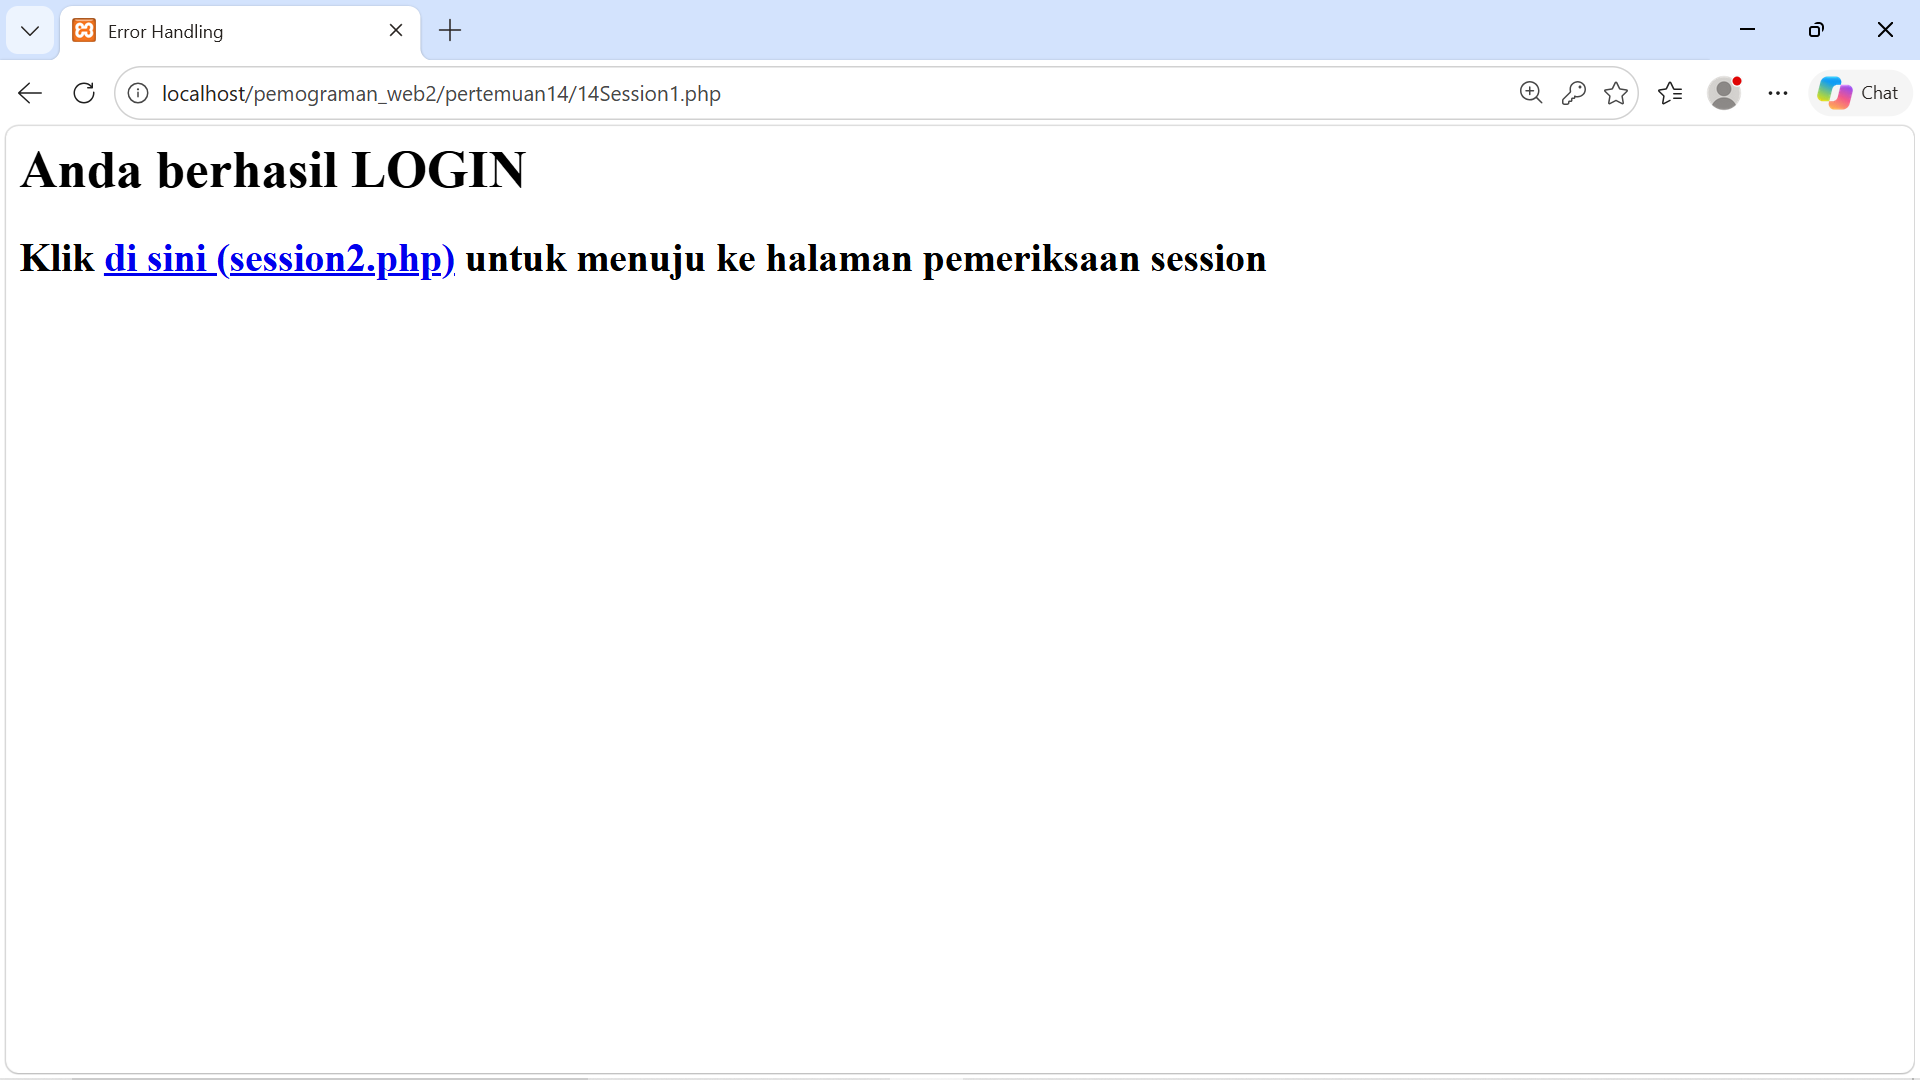 Error Handling
localhost/pemograman_web2/pertemuan14/14Session1.php
Chat
Anda berhasil LOGIN
Klik di sini (session2.php) untuk menuju ke halaman pemeriksaan session